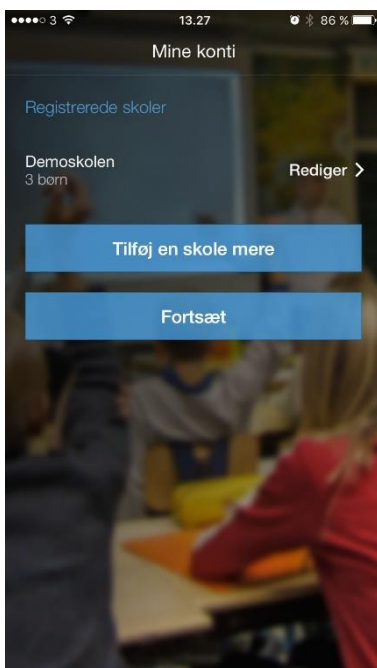 3 13.27 86 %
Mine konti
Registrerede skoler
Demoskolen
3 børn
Rediger
Tilføj en skole mere
Fortsæt